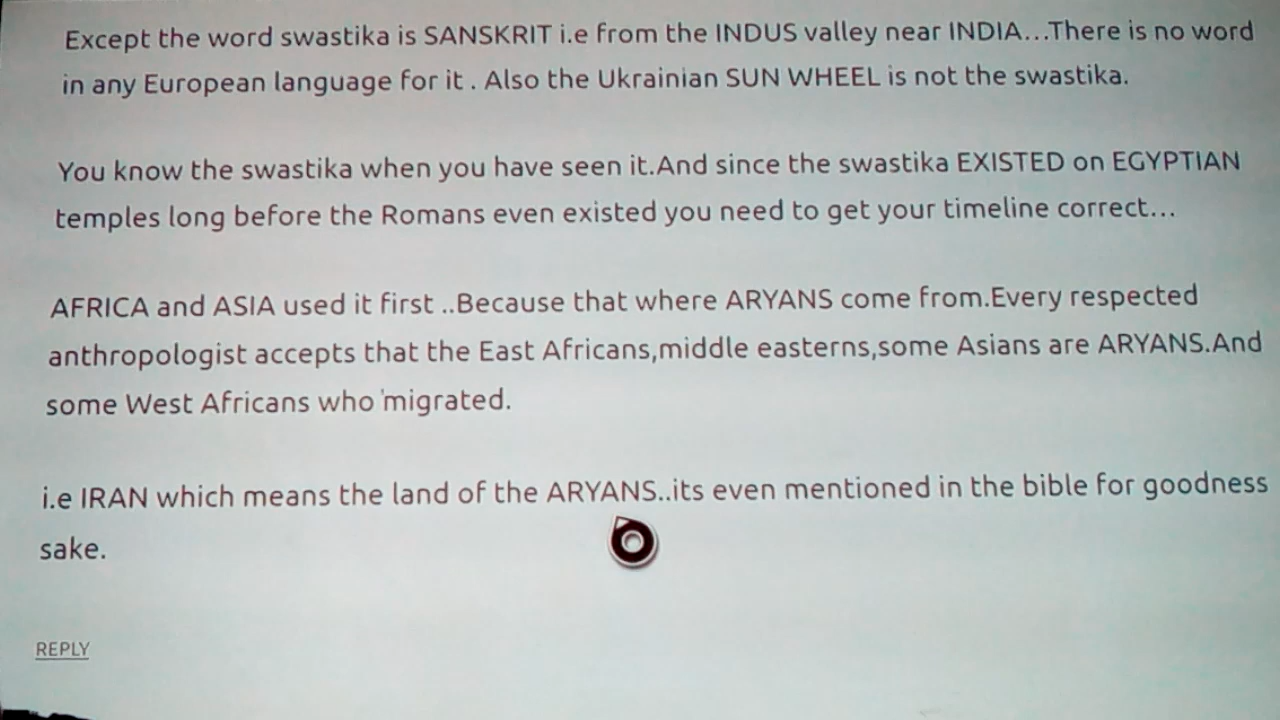 Except the word swastika is SANSKRIT i.e from the INDUS valley near INDIA...There is no word
in any European language for it . Also the Ukrainian SUN WHEEL is not the swastika.
You know the swastika when you have seen it.And since the swastika EXISTED on EGYPTIAN
temples long before the Romans even existed you need to get your timeline correct...
AFRICA and ASIA used it first ..Because that where ARYANS come from.Every respected
anthropologist accepts that the East Africans,middle easterns,some Asians are ARYANS.And
some West Africans who 'migrated.
i.e IRAN which means the land of the ARYANS..its even mentioned in the bible for goodness
sake.
REPLY